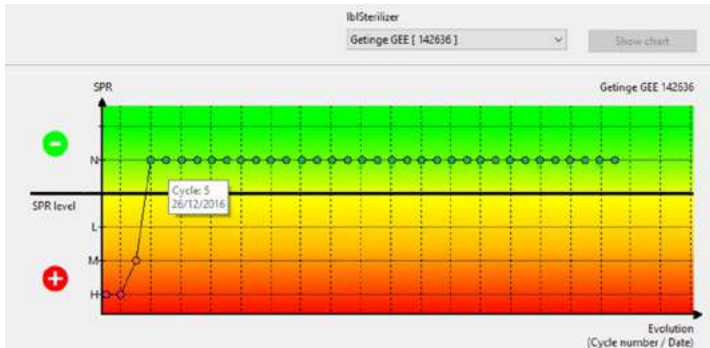 lblSterilizer
Getinge GEE [ 142636 ]
Show chart
SPR
Getinge GEE 142636
N
Cycle: 5
26/12/2016
SPR level
L
M
H
Evolution
(Cycle number / Date)